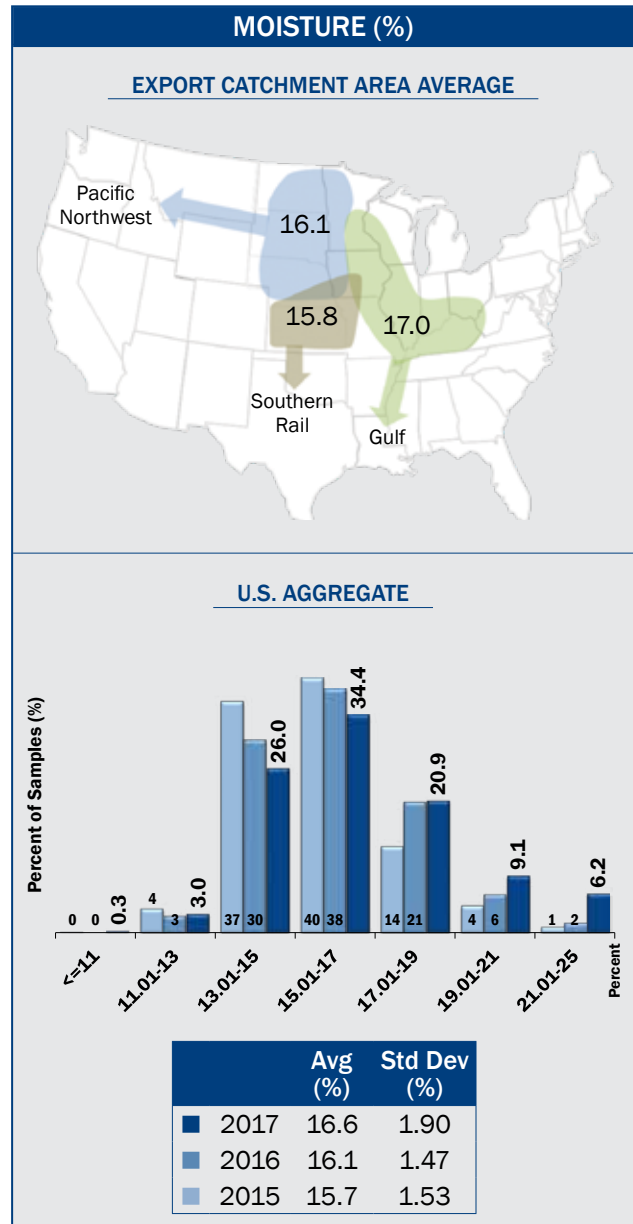 MOISTURE (%)
EXPORT CATCHMENT AREA AVERAGE
Pacific
Northwest
16.1
15.8
17.0
Southern
Rail
Gulf
U.S. AGGREGATE
Percent of Samples (%)
0 0 0.3
4 3 3.0
37 30 26.0
40 38 34.4
14 21 20.9
4 6 9.1
1 2 6.2
<=11 11.01-13 13.01-15 15.01-17 17.01-19 19.01-21 21.01-25 Percent
Avg Std Dev
(%) (%)
2017 16.6 1.90
2016 16.1 1.47
2015 15.7 1.53